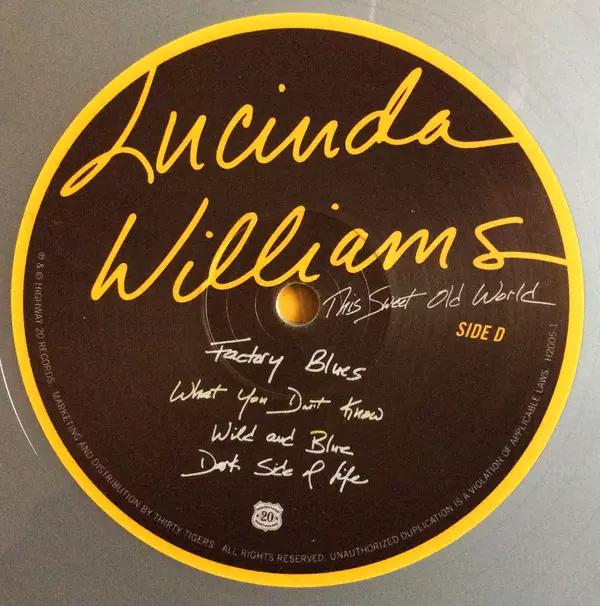 Lucinda
Williams
This Sweet Old World
SIDE D
Factory Blues
What You Don't Know
Wild and Blue
Dark Side of Life
20
℗ & © HIGHWAY 20 RECORDS. MARKETING AND DISTRIBUTION BY THIRTY TIGERS. ALL RIGHTS RESERVED. UNAUTHORIZED DUPLICATION IS A VIOLATION OF APPLICABLE LAWS. H2005-1